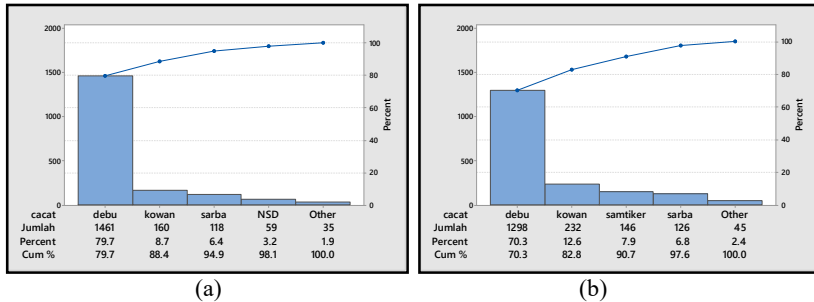 2000
1500
1000
500
0
100
80
60
40
20
0
Percent
cacat debu kowan sarba NSD Other
Jumlah 1461 160 118 59 35
Percent 79.7 8.7 6.4 3.2 1.9
Cum % 79.7 88.4 94.9 98.1 100.0
(a)
2000
1500
1000
500
0
100
80
60
40
20
0
Percent
cacat debu kowan samtiker sarba Other
Jumlah 1298 232 146 126 45
Percent 70.3 12.6 7.9 6.8 2.4
Cum % 70.3 82.8 90.7 97.6 100.0
(b)